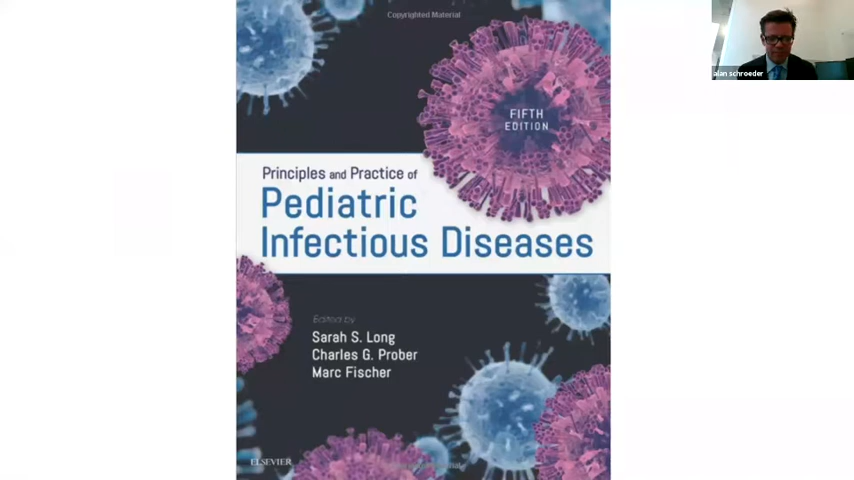 Copyrighted Material
alan schroeder
FIFTH
EDITION
Principles and Practice of
Pediatric
Infectious Diseases
Edited by
Sarah S. Long
Charles G. Prober
Marc Fischer
ELSEVIER